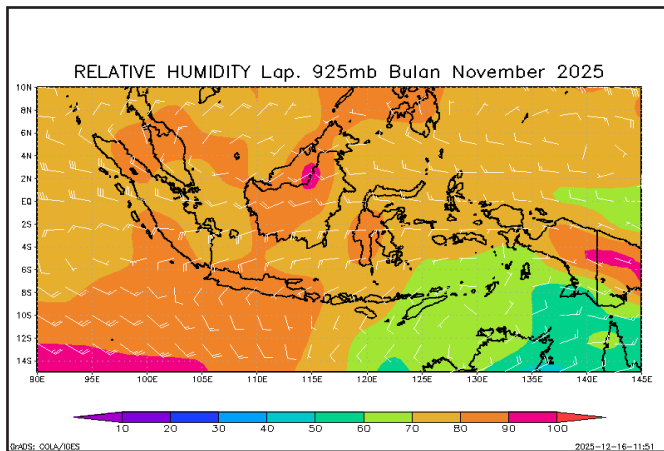 RELATIVE HUMIDITY Lap. 925mb Bulan November 2025
10N
8N
6N
4N
2N
EQ
2S
4S
6S
8S
10S
12S
14S
90E 95E 100E 105E 110E 115E 120E 125E 130E 135E 140E 145E
10 20 30 40 50 60 70 80 90 100
GrADS: COLA/IGES
2025-12-16-11:51